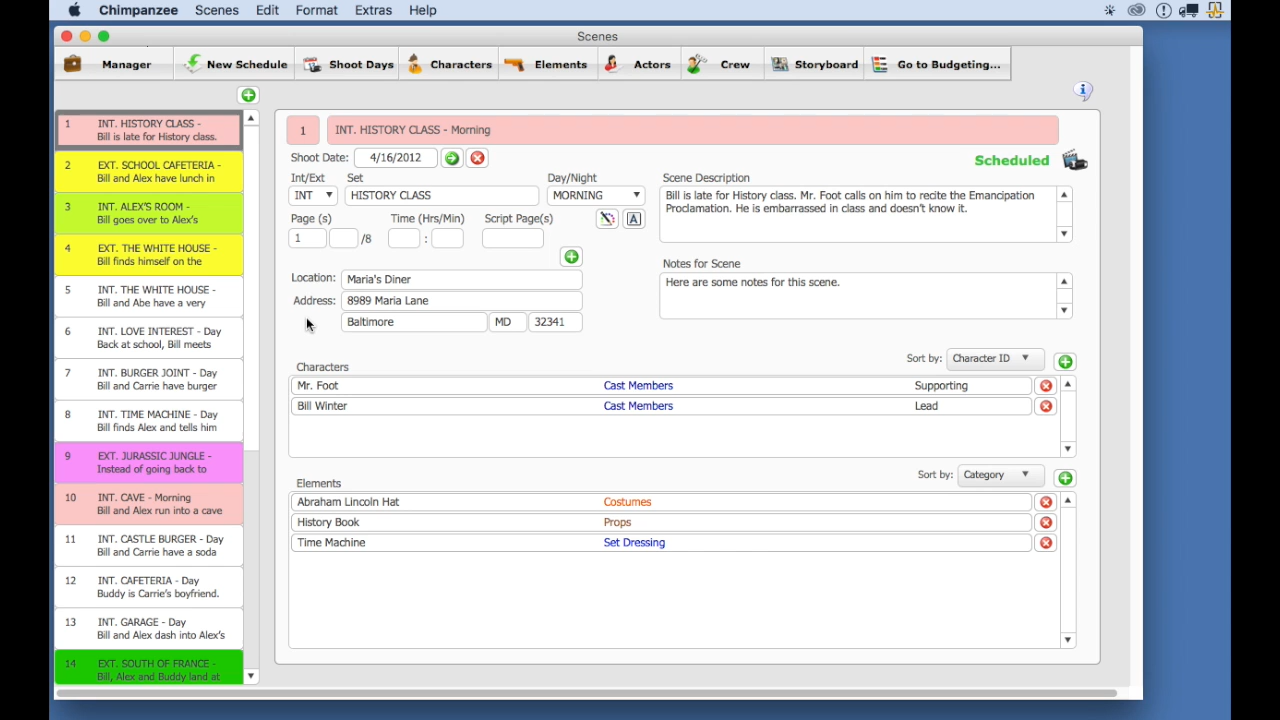 Chimpanzee Scenes Edit Format Extras Help
Scenes
Manager New Schedule Shoot Days Characters Elements Actors Crew Storyboard Go to Budgeting...
1 INT. HISTORY CLASS -
Bill is late for History class.
2 EXT. SCHOOL CAFETERIA -
Bill and Alex have lunch in
3 INT. ALEX'S ROOM -
Bill goes over to Alex's
4 EXT. THE WHITE HOUSE -
Bill finds himself on the
5 INT. THE WHITE HOUSE -
Bill and Abe have a very
6 INT. LOVE INTEREST - Day
Back at school, Bill meets
7 INT. BURGER JOINT - Day
Bill and Carrie have burger
8 INT. TIME MACHINE - Day
Bill finds Alex and tells him
9 EXT. JURASSIC JUNGLE -
Instead of going back to
10 INT. CAVE - Morning
Bill and Alex run into a cave
11 INT. CASTLE BURGER - Day
Bill and Carrie have a soda
12 INT. CAFETERIA - Day
Buddy is Carrie's boyfriend.
13 INT. GARAGE - Day
Bill and Alex dash into Alex's
14 EXT. SOUTH OF FRANCE -
Bill, Alex and Buddy land at
1 INT. HISTORY CLASS - Morning
Shoot Date: 4/16/2012
Scheduled
Int/Ext Set Day/Night
INT HISTORY CLASS MORNING
Page (s) Time (Hrs/Min) Script Page(s)
A
1 /8 :
Location: Maria's Diner
Address: 8989 Maria Lane
Baltimore MD 32341
Scene Description
Bill is late for History class. Mr. Foot calls on him to recite the Emancipation
Proclamation. He is embarrassed in class and doesn't know it.
Notes for Scene
Here are some notes for this scene.
Characters Sort by: Character ID
Mr. Foot Cast Members Supporting
Bill Winter Cast Members Lead
Elements Sort by: Category
Abraham Lincoln Hat Costumes
History Book Props
Time Machine Set Dressing